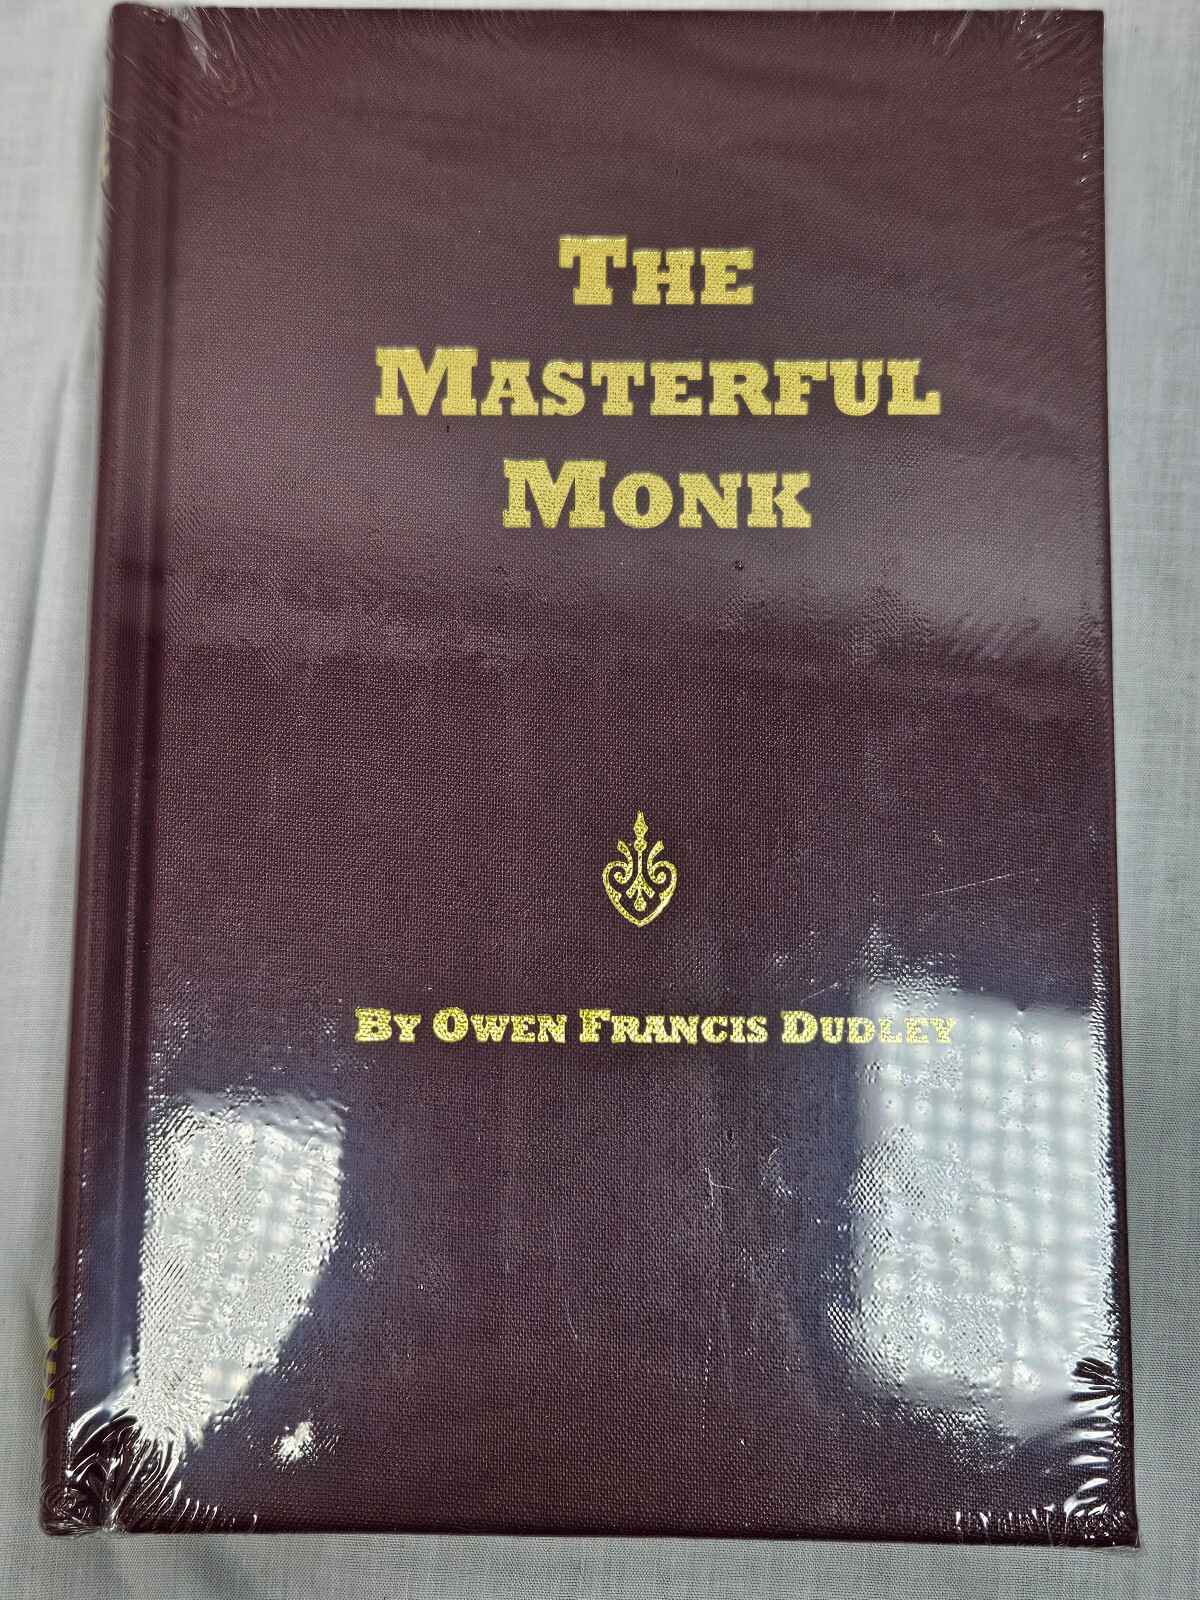 THE
MASTERFUL
MONK
BY OWEN FRANCIS DUDLEY